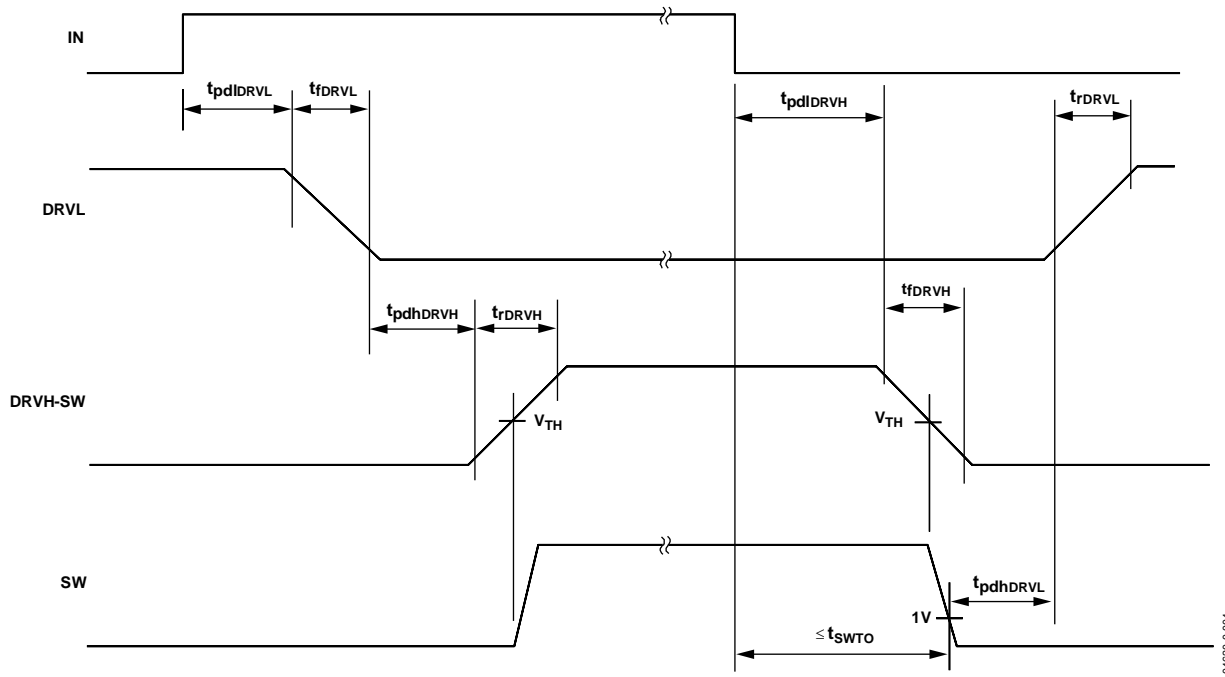 IN
tpdlDRVL
tfDRVL
tpdlDRVH
trDRVL
DRVL
tpdhDRVH
trDRVH
tfDRVH
DRVH-SW
VTH
VTH
SW
tpdhDRVL
1V
≤ tSWTO